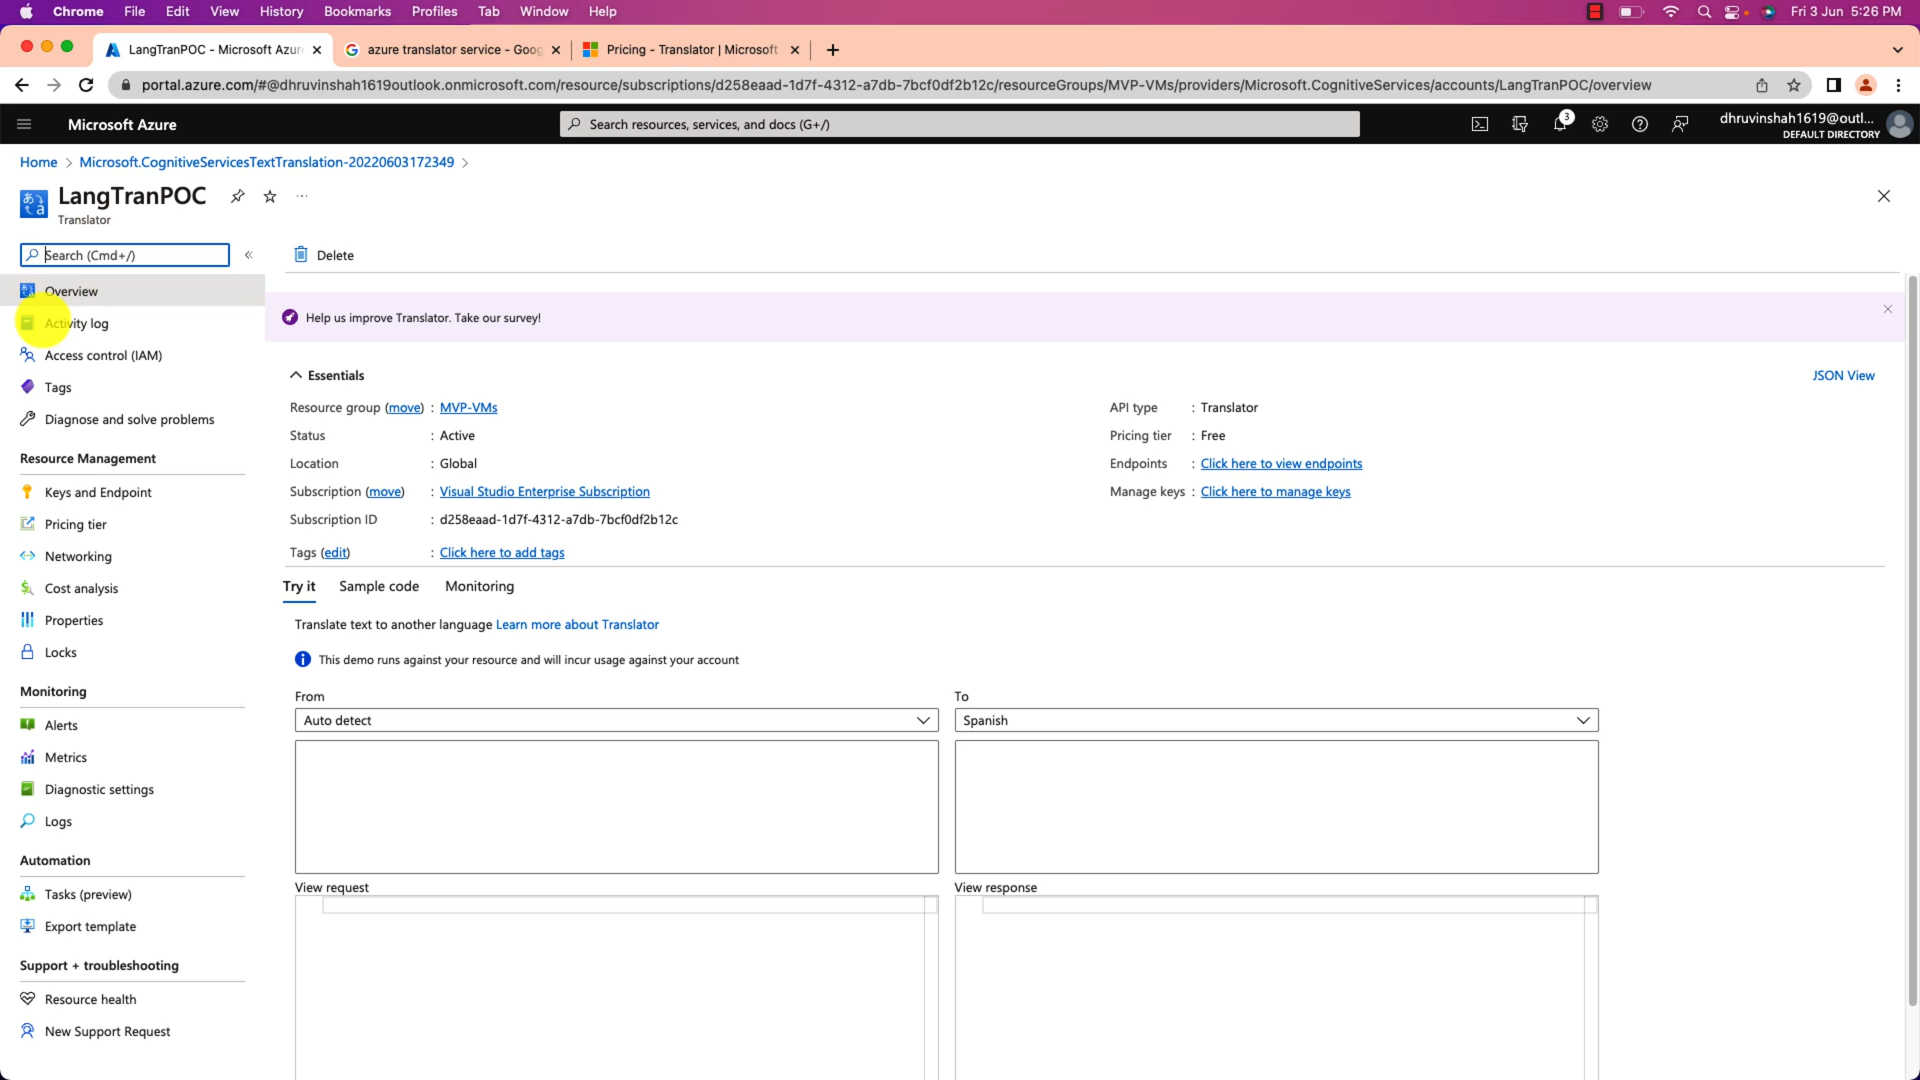 Chrome File Edit View History Bookmarks Profiles Tab Window Help Fri 3 Jun 5:26 PM
LangTranPOC - Microsoft Azur azure translator service - Goog Pricing - Translator | Microsoft
portal.azure.com/#@dhruvinshah1619outlook.onmicrosoft.com/resource/subscriptions/d258eaad-1d7f-4312-a7db-7bcf0df2b12c/resourceGroups/MVP-VMs/providers/Microsoft.CognitiveServices/accounts/LangTranPOC/overview
Microsoft Azure Search resources, services, and docs (G+/) 3 dhruvinshah1619@outl...
DEFAULT DIRECTORY
Home > Microsoft.CognitiveServicesTextTranslation-20220603172349 >
LangTranPOC ...
Translator
Search (Cmd+/) «
Delete
Overview
Activity log
Access control (IAM)
Tags
Diagnose and solve problems
Resource Management
Keys and Endpoint
Pricing tier
Networking
Cost analysis
Properties
Locks
Monitoring
Alerts
Metrics
Diagnostic settings
Logs
Automation
Tasks (preview)
Export template
Support + troubleshooting
Resource health
New Support Request
Help us improve Translator. Take our survey!
Essentials JSON View
Resource group (move) : MVP-VMs
Status : Active
Location : Global
Subscription (move) : Visual Studio Enterprise Subscription
Subscription ID : d258eaad-1d7f-4312-a7db-7bcf0df2b12c
Tags (edit) : Click here to add tags
API type : Translator
Pricing tier : Free
Endpoints : Click here to view endpoints
Manage keys : Click here to manage keys
Try it Sample code Monitoring
Translate text to another language Learn more about Translator
This demo runs against your resource and will incur usage against your account
From To
Auto detect Spanish
View request View response